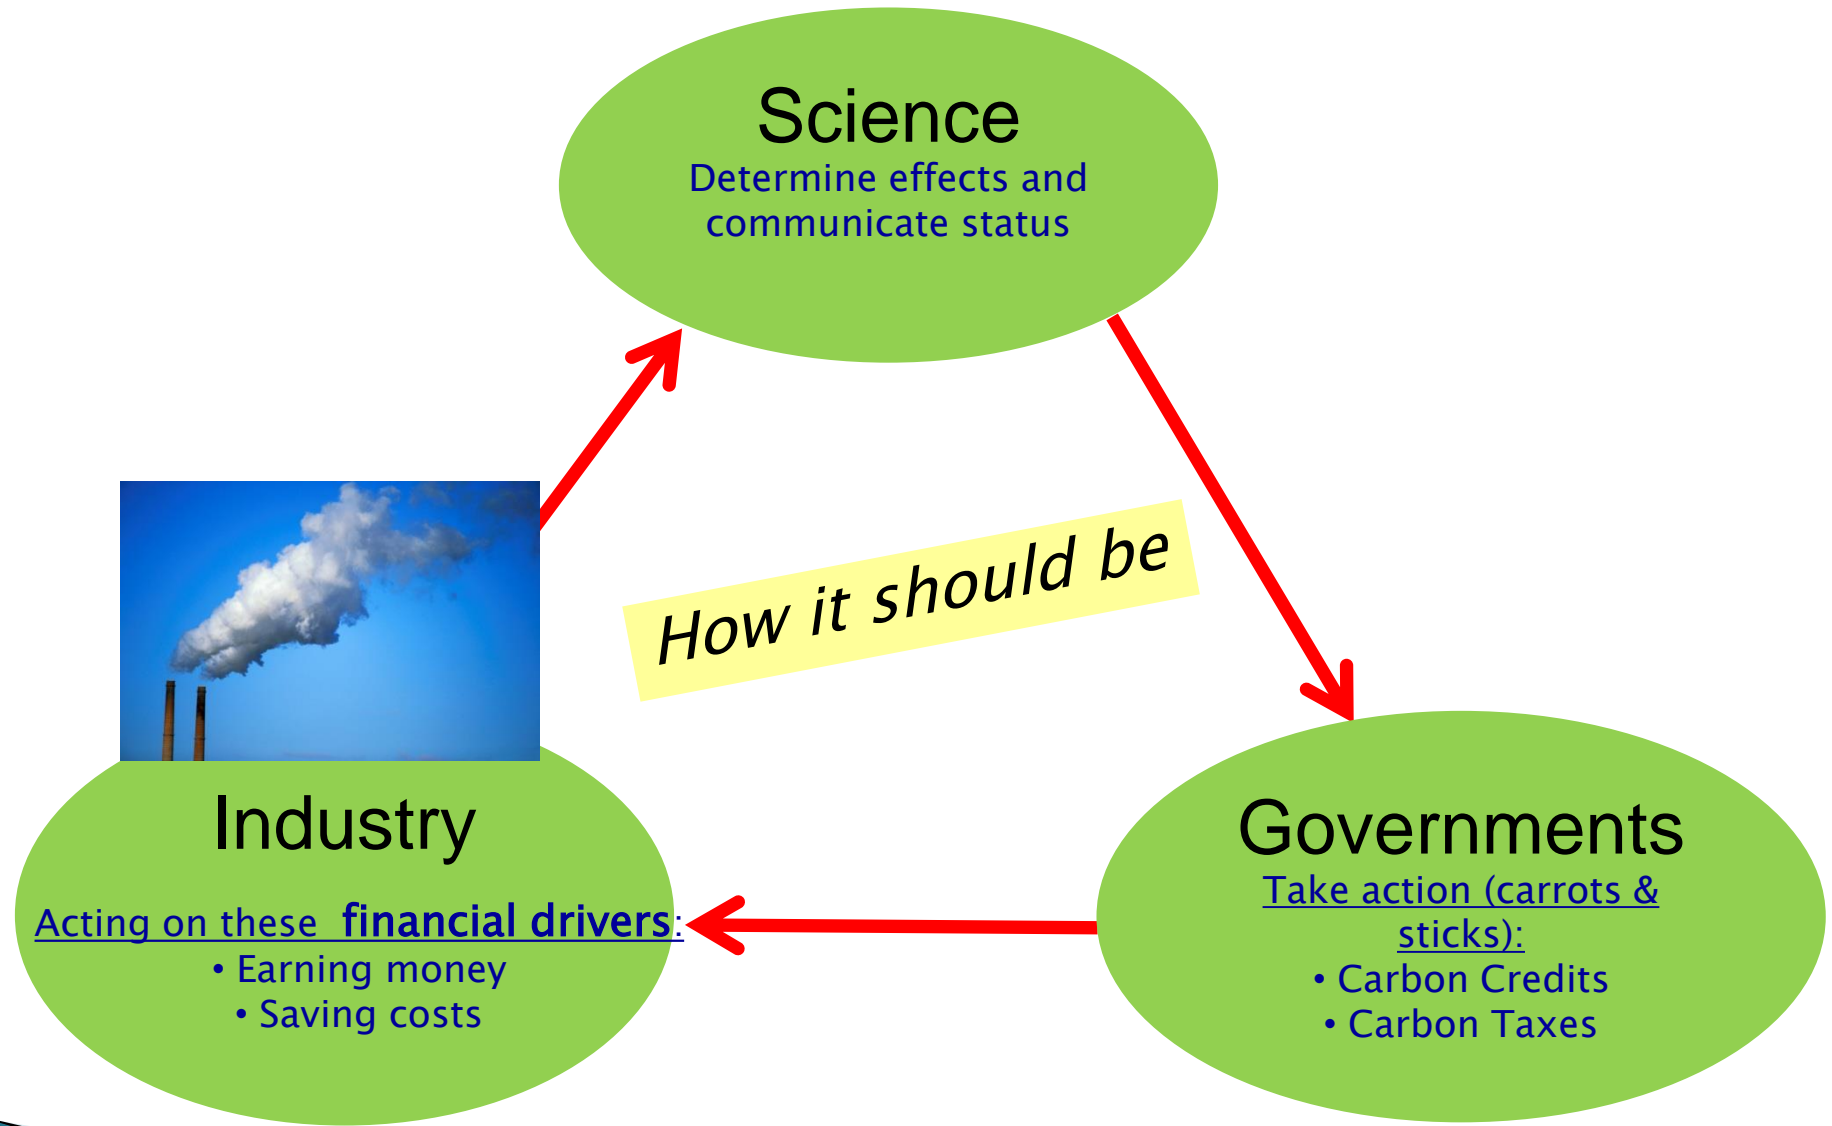 Science
Determine effects and
communicate status
How it should be
Industry
Acting on these  financial drivers:
• Earning money
• Saving costs
Governments
Take action (carrots &
sticks):
• Carbon Credits
• Carbon Taxes